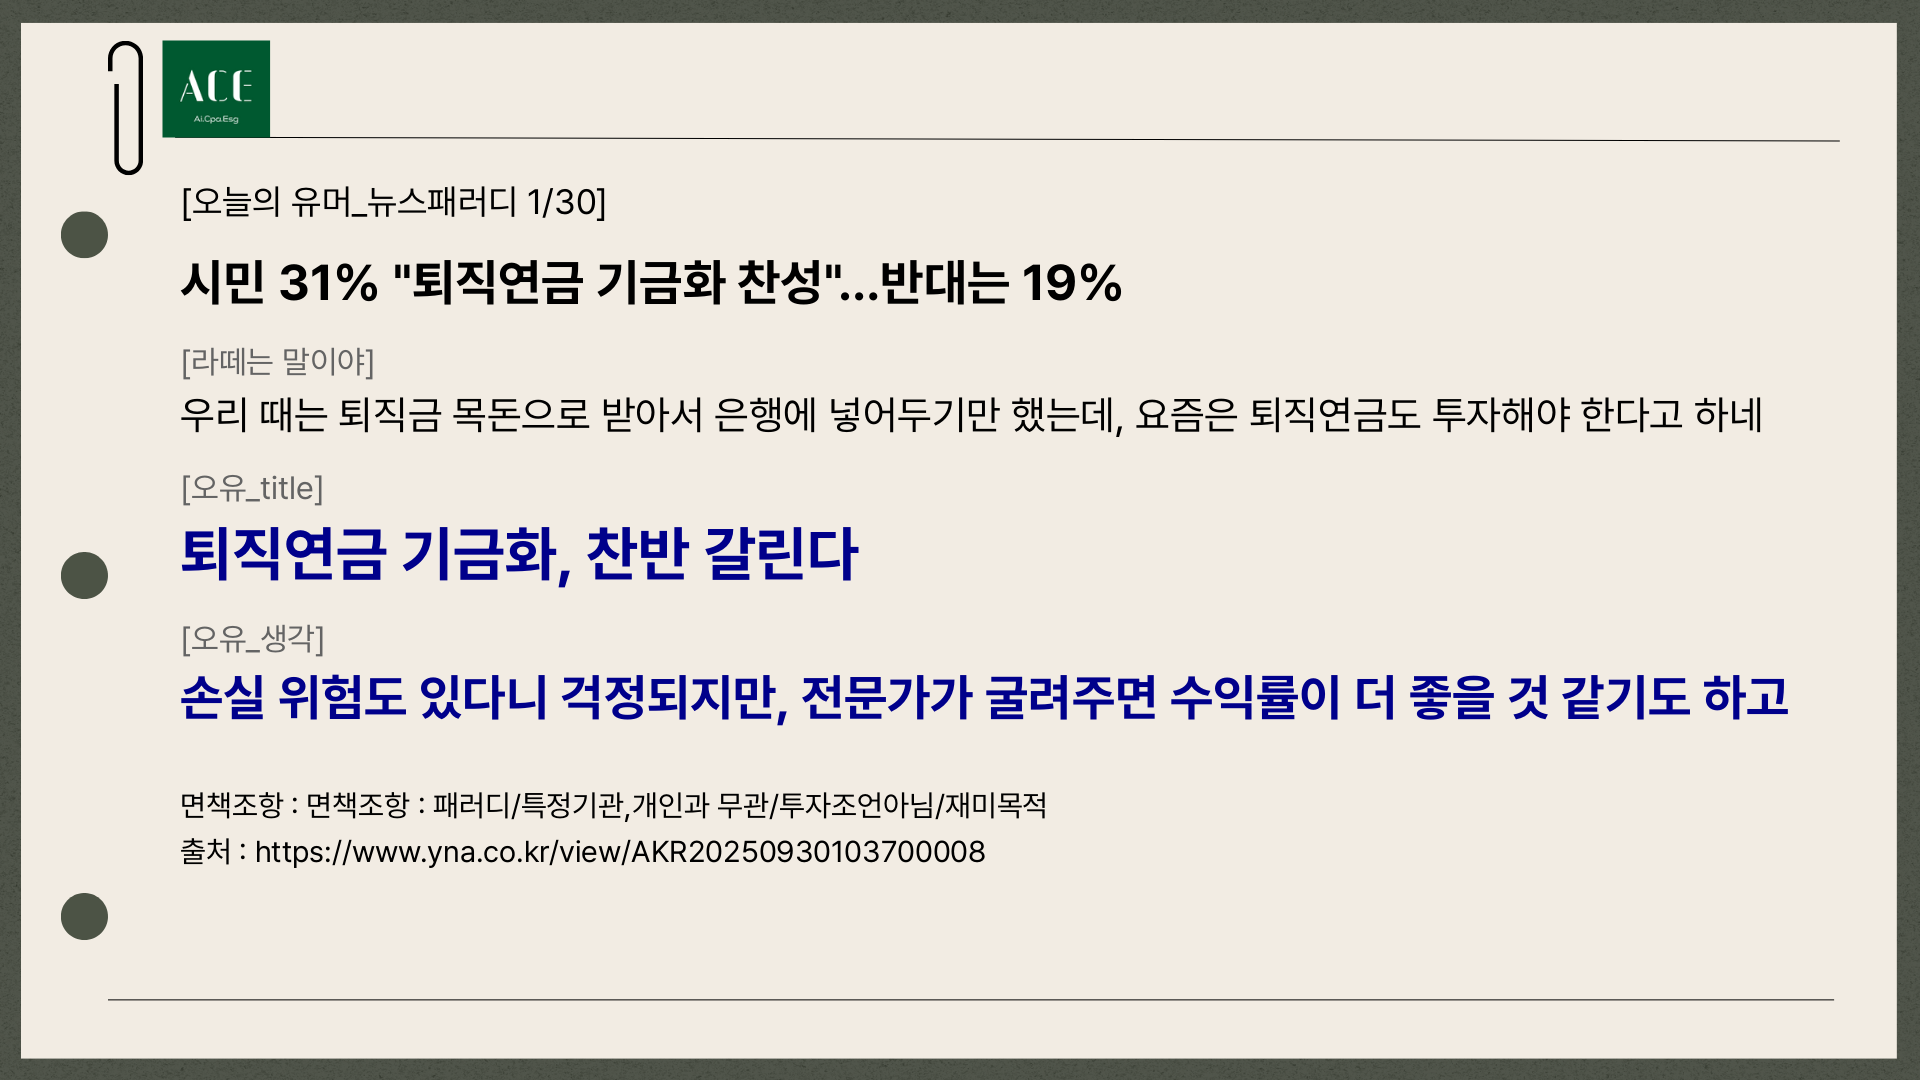 ACE
Ai.Cpa.Esg
[오늘의 유머_뉴스패러디 1/30]
시민 31% "퇴직연금 기금화 찬성"...반대는 19%
[라떼는 말이야]
우리 때는 퇴직금 목돈으로 받아서 은행에 넣어두기만 했는데, 요즘은 퇴직연금도 투자해야 한다고 하네
[오유_title]
퇴직연금 기금화, 찬반 갈린다
[오유_생각]
손실 위험도 있다니 걱정되지만, 전문가가 굴려주면 수익률이 더 좋을 것 같기도 하고
면책조항 : 면책조항 : 패러디/특정기관,개인과 무관/투자조언아님/재미목적
출처 : https://www.yna.co.kr/view/AKR20250930103700008